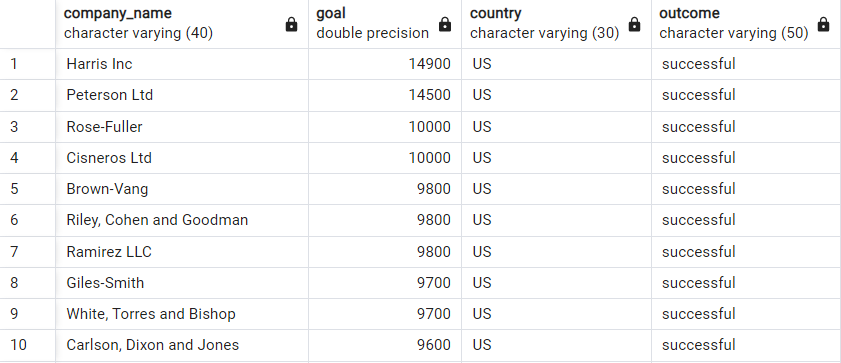 company_name goal country outcome
character varying (40) double precision character varying (30) character varying (50)
1 Harris Inc 14900 US successful
2 Peterson Ltd 14500 US successful
3 Rose-Fuller 10000 US successful
4 Cisneros Ltd 10000 US successful
5 Brown-Vang 9800 US successful
6 Riley, Cohen and Goodman 9800 US successful
7 Ramirez LLC 9800 US successful
8 Giles-Smith 9700 US successful
9 White, Torres and Bishop 9700 US successful
10 Carlson, Dixon and Jones 9600 US successful